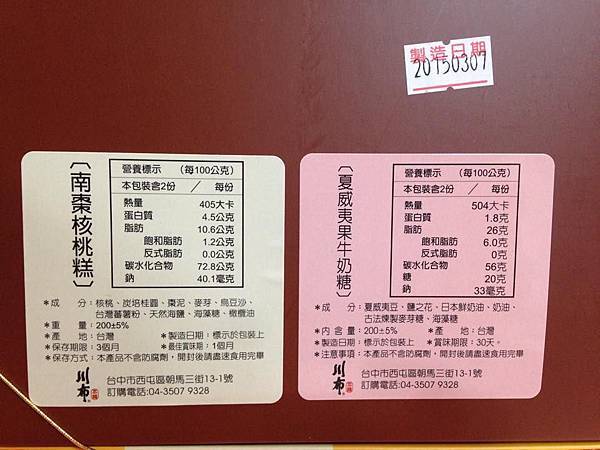 製造日期
20150307
〔南棗核桃糕〕
營養標示 （每100公克）
本包裝含2份 ／ 每份
熱量 405大卡
蛋白質 4.5公克
脂肪 10.6公克
飽和脂肪 1.2公克
反式脂肪 0.0公克
碳水化合物 72.8公克
鈉 40.1毫克
＊成 分：核桃、炭培桂圓、棗泥、麥芽、烏豆沙、
台灣蕃薯粉、天然海鹽、海藻糖、橄欖油
＊重 量：200±5%
＊產 地：台灣 ＊製造日期：標示於包裝上
＊保存期限：3個月 ＊最佳賞味期：1個月
＊保存方式：本產品不含防腐劑，開封後請盡速食用完畢
川布
台中市西屯區朝馬三街13-1號
訂購電話:04-3507 9328
〔夏威夷果牛奶糖〕
營養標示 （每100公克）
本包裝含2份 ／ 每份
熱量 504大卡
蛋白質 1.8克
脂肪 26克
飽和脂肪 6.0克
反式脂肪 0克
碳水化合物 56克
糖 20克
鈉 33毫克
＊成 分：夏威夷豆、鹽之花、日本鮮奶油、奶油、
古法煉製麥芽糖、海藻糖
＊內 含 量：200±5% ＊產 地：台灣
＊製造日期：標示於包裝上 ＊賞味期限：30天。
＊注意事項：本產品不含防腐劑，開封後請盡速食用完畢
川布
台中市西屯區朝馬三街13-1號
訂購電話:04-3507 9328